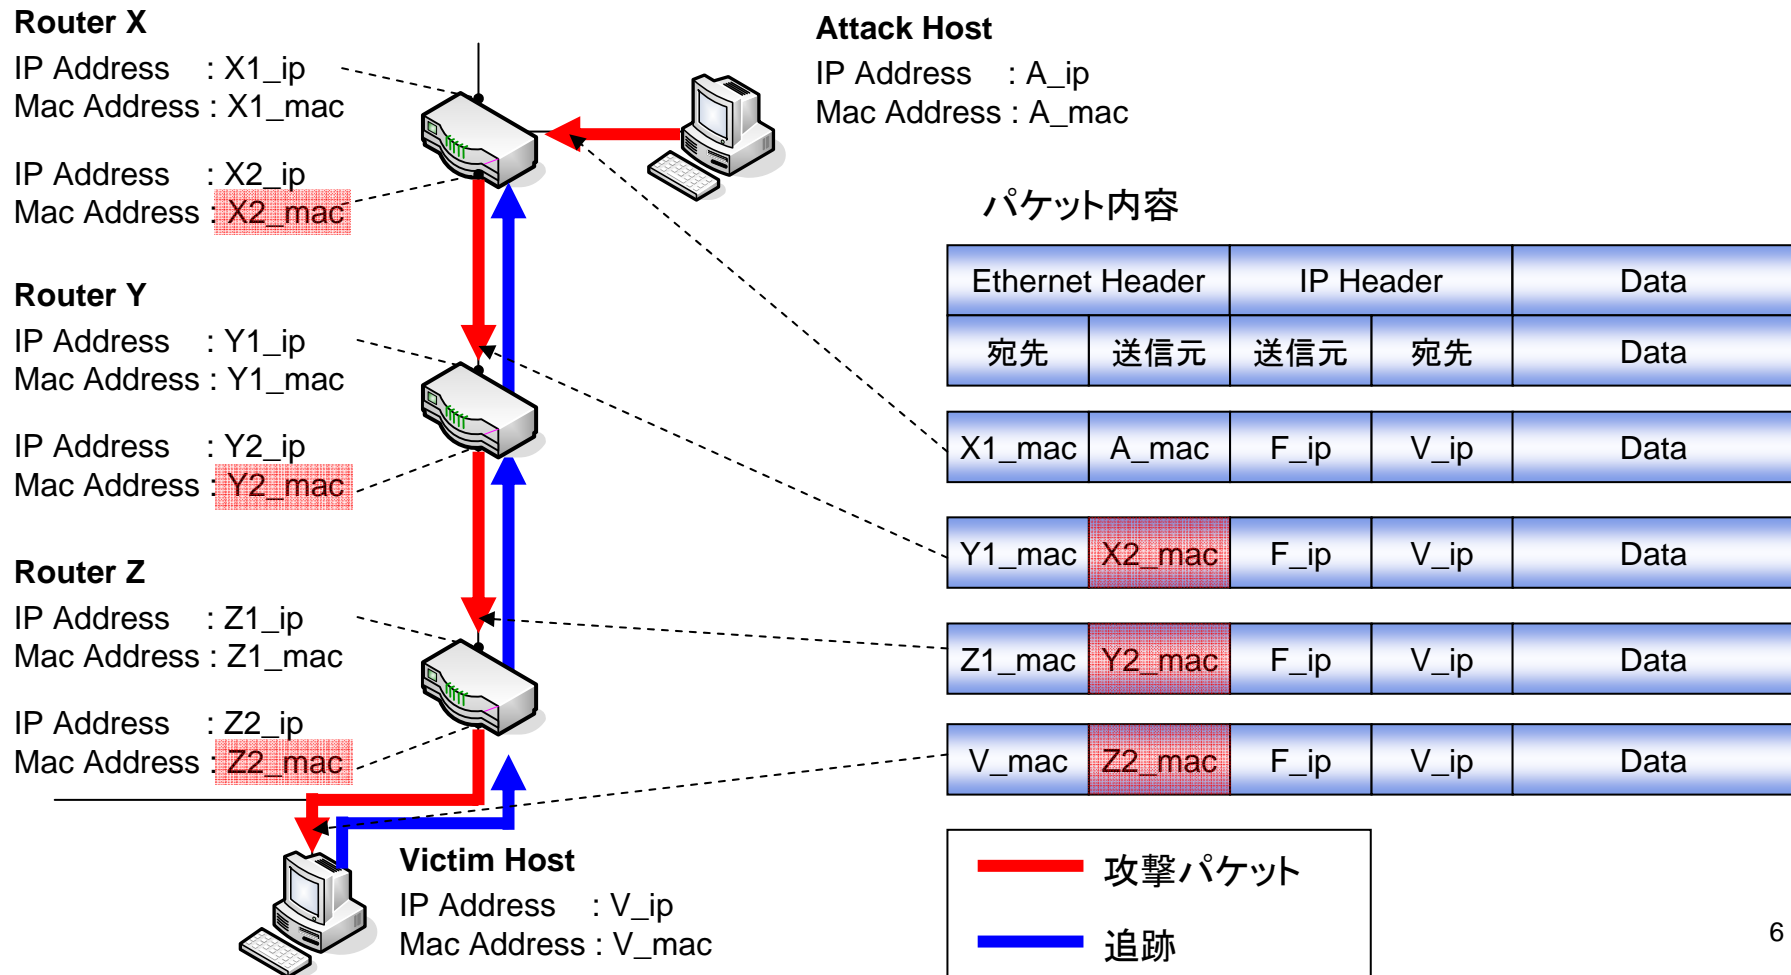 Router X
IP Address : X1_ip
Mac Address : X1_mac
IP Address : X2_ip
Mac Address : X2_mac
Router Y
IP Address : Y1_ip
Mac Address : Y1_mac
IP Address : Y2_ip
Mac Address : Y2_mac
Router Z
IP Address : Z1_ip
Mac Address : Z1_mac
IP Address : Z2_ip
Mac Address : Z2_mac
Victim Host
IP Address : V_ip
Mac Address : V_mac
Attack Host
IP Address : A_ip
Mac Address : A_mac
パケット内容
Ethernet Header IP Header Data
宛先 送信元 送信元 宛先 Data
X1_mac A_mac F_ip V_ip Data
Y1_mac X2_mac F_ip V_ip Data
Z1_mac Y2_mac F_ip V_ip Data
V_mac Z2_mac F_ip V_ip Data
攻撃パケット
追跡
6